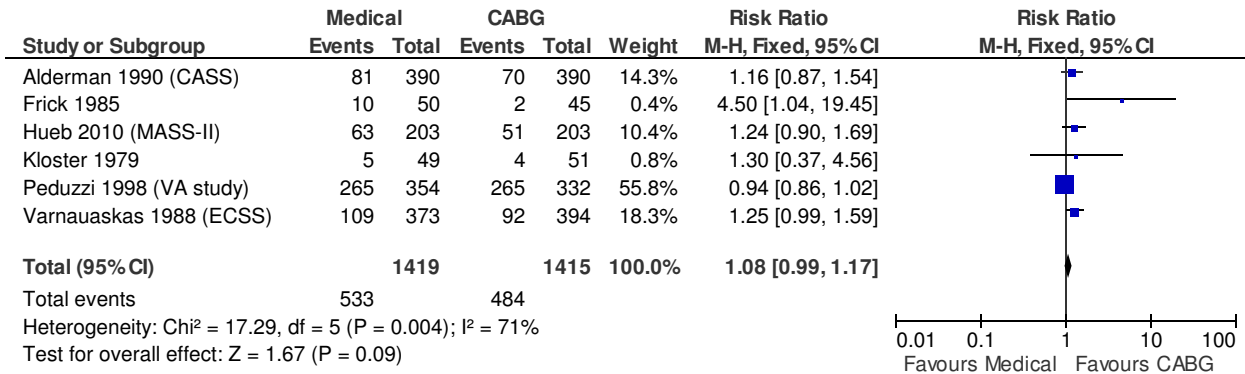 Medical CABG Risk Ratio Risk Ratio
Study or Subgroup Events Total Events Total Weight M-H, Fixed, 95% CI M-H, Fixed, 95% CI
Alderman 1990 (CASS) 81 390 70 390 14.3% 1.16 [0.87, 1.54]
Frick 1985 10 50 2 45 0.4% 4.50 [1.04, 19.45]
Hueb 2010 (MASS-II) 63 203 51 203 10.4% 1.24 [0.90, 1.69]
Kloster 1979 5 49 4 51 0.8% 1.30 [0.37, 4.56]
Peduzzi 1998 (VA study) 265 354 265 332 55.8% 0.94 [0.86, 1.02]
Varnauaskas 1988 (ECSS) 109 373 92 394 18.3% 1.25 [0.99, 1.59]
Total (95% CI) 1419 1415 100.0% 1.08 [0.99, 1.17]
Total events 533 484
Heterogeneity: Chi² = 17.29, df = 5 (P = 0.004); I² = 71%
Test for overall effect: Z = 1.67 (P = 0.09)
0.01 0.1 1 10 100
Favours Medical Favours CABG